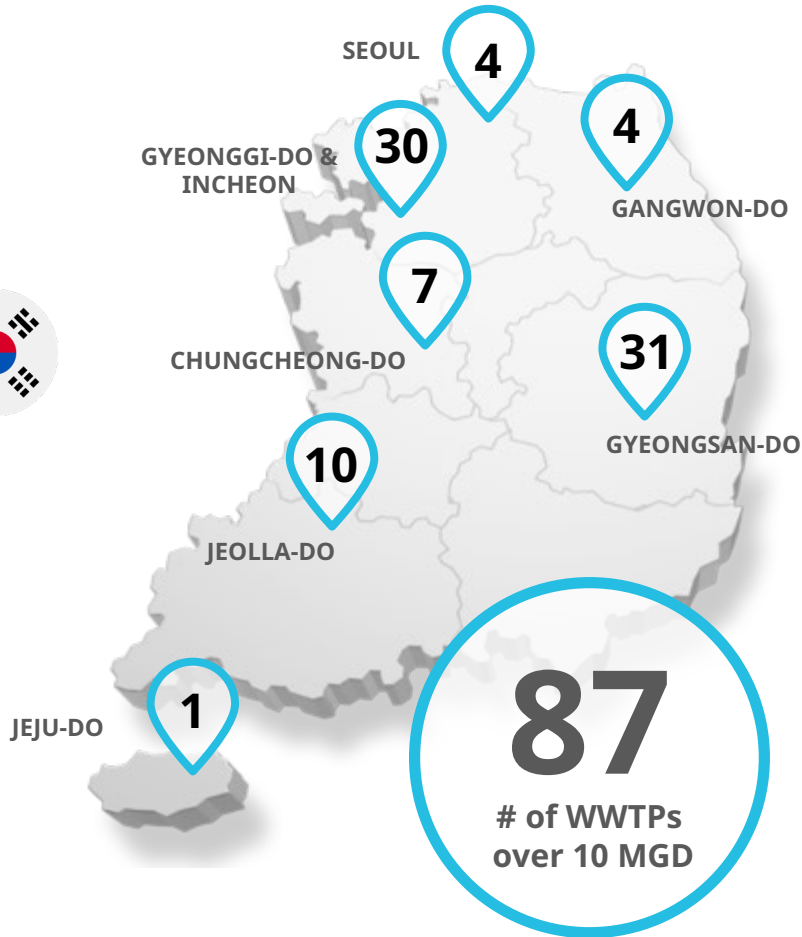 SEOUL
4
4
GYEONGGI-DO &
INCHEON
30
GANGWON-DO
7
CHUNGCHEONG-DO
31
GYEONGSAN-DO
10
JEOLLA-DO
1
JEJU-DO
87
# of WWTPs
over 10 MGD